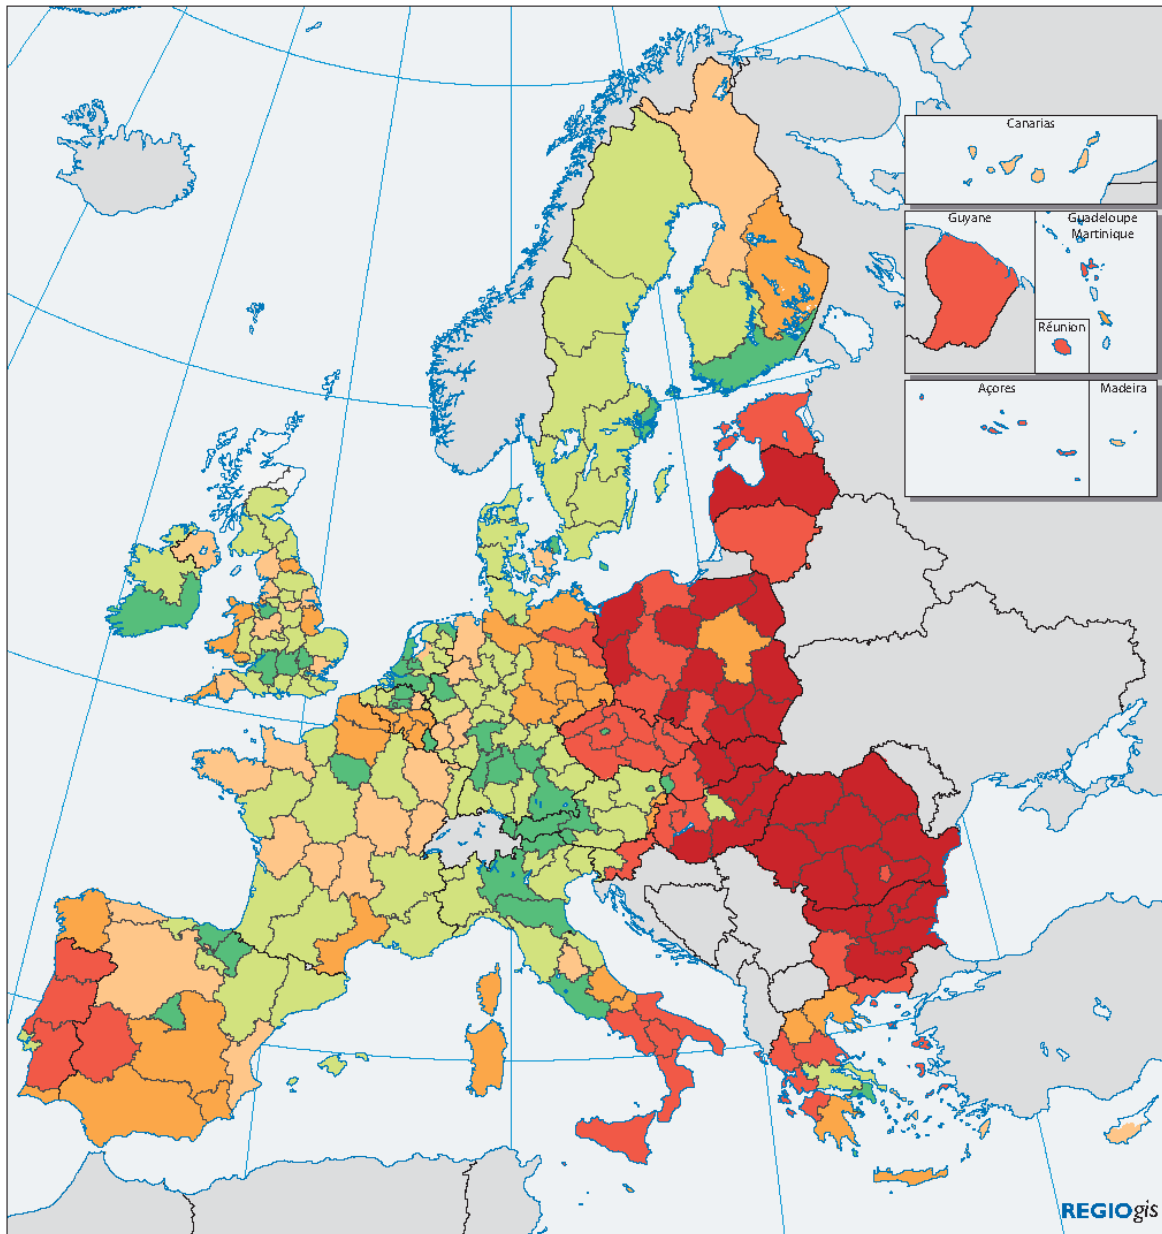 Canarias
Guyane
Guadeloupe
Martinique
Réunion
Açores
Madeira
REGIOgis